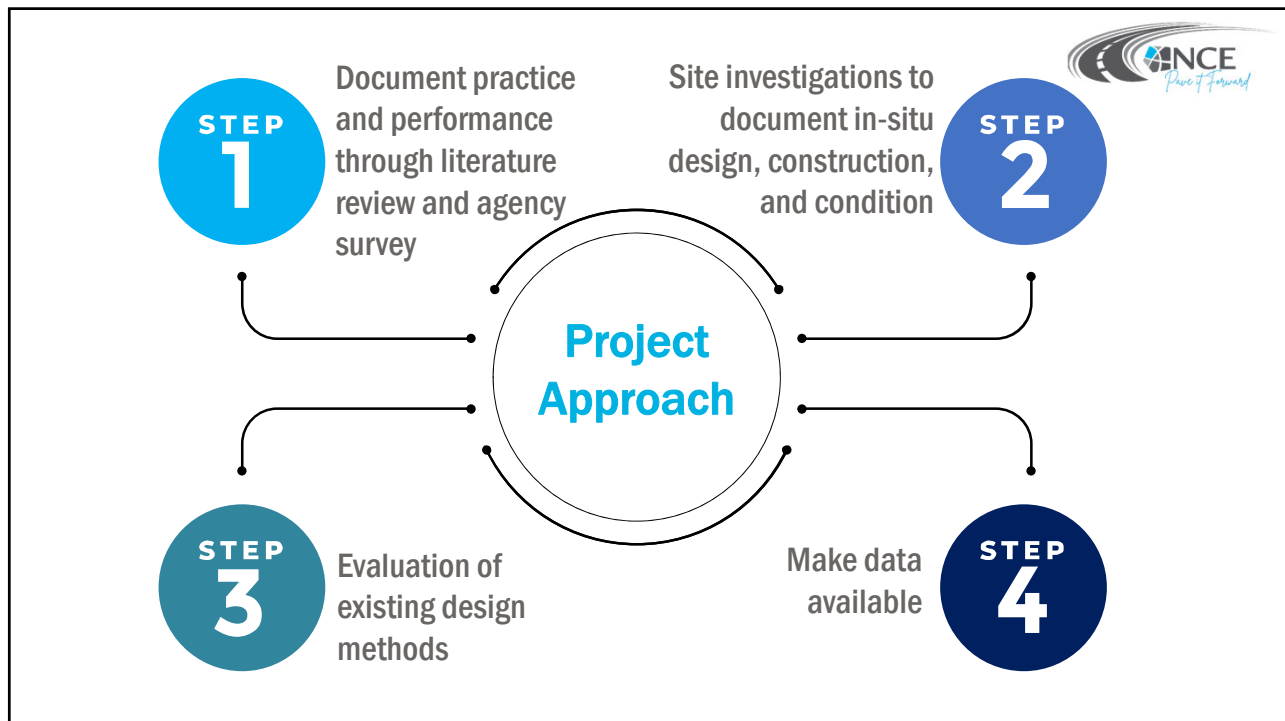 NCE
Pave it Forward
STEP
1
Document practice
and performance
through literature
review and agency
survey
Site investigations to
document in-situ
design, construction,
and condition
STEP
2
Project
Approach
STEP
3
Evaluation of
existing design
methods
Make data
available
STEP
4